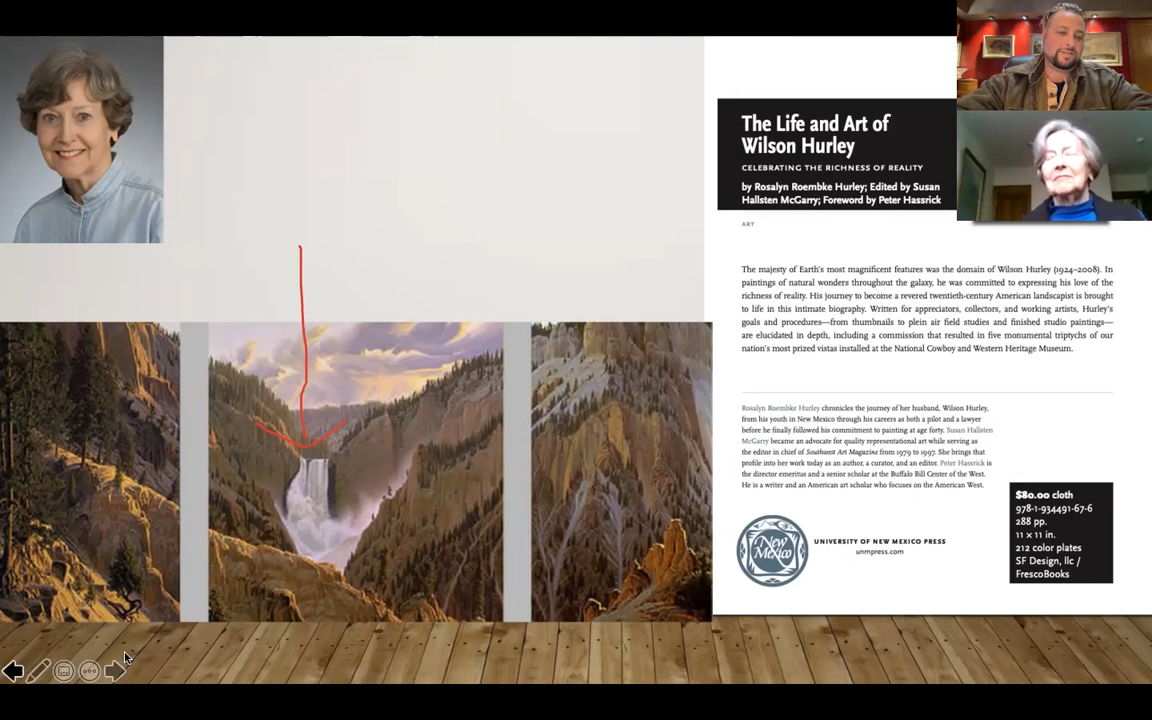 The Life and Art of
Wilson Hurley
CELEBRATING THE RICHNESS OF REALITY
by Rosalyn Roembke Hurley; Edited by Susan
Hallsten McGarry; Foreword by Peter Hassrick
ART
The majesty of Earth's most magnificent features was the domain of Wilson Hurley (1924–2008). In
paintings of natural wonders throughout the galaxy, he was committed to expressing his love of the
richness of reality. His journey to become a revered twentieth-century American landscapist is brought
to life in this intimate biography. Written for appreciators, collectors, and working artists, Hurley's
goals and procedures—from thumbnails to plein air field studies and finished studio paintings—
are elucidated in depth, including a commission that resulted in five monumental triptychs of our
nation's most prized vistas installed at the National Cowboy and Western Heritage Museum.
Rosalyn Roembke Hurley chronicles the journey of her husband, Wilson Hurley,
from his youth in New Mexico through his careers as both a pilot and a lawyer
before he finally followed his commitment to painting at age forty. Susan Hallsten
McGarry became an advocate for quality representational art while serving as
the editor in chief of Southwest Art Magazine from 1979 to 1997. She brings that
profile into her work today as an author, a curator, and an editor. Peter Hassrick is
the director emeritus and a senior scholar at the Buffalo Bill Center of the West.
He is a writer and an American art scholar who focuses on the American West.
New
Mexico
UNIVERSITY OF NEW MEXICO PRESS
unmpress.com
$80.00 cloth
978-1-934491-67-6
288 pp.
11 x 11 in.
212 color plates
SF Design, llc /
FrescoBooks